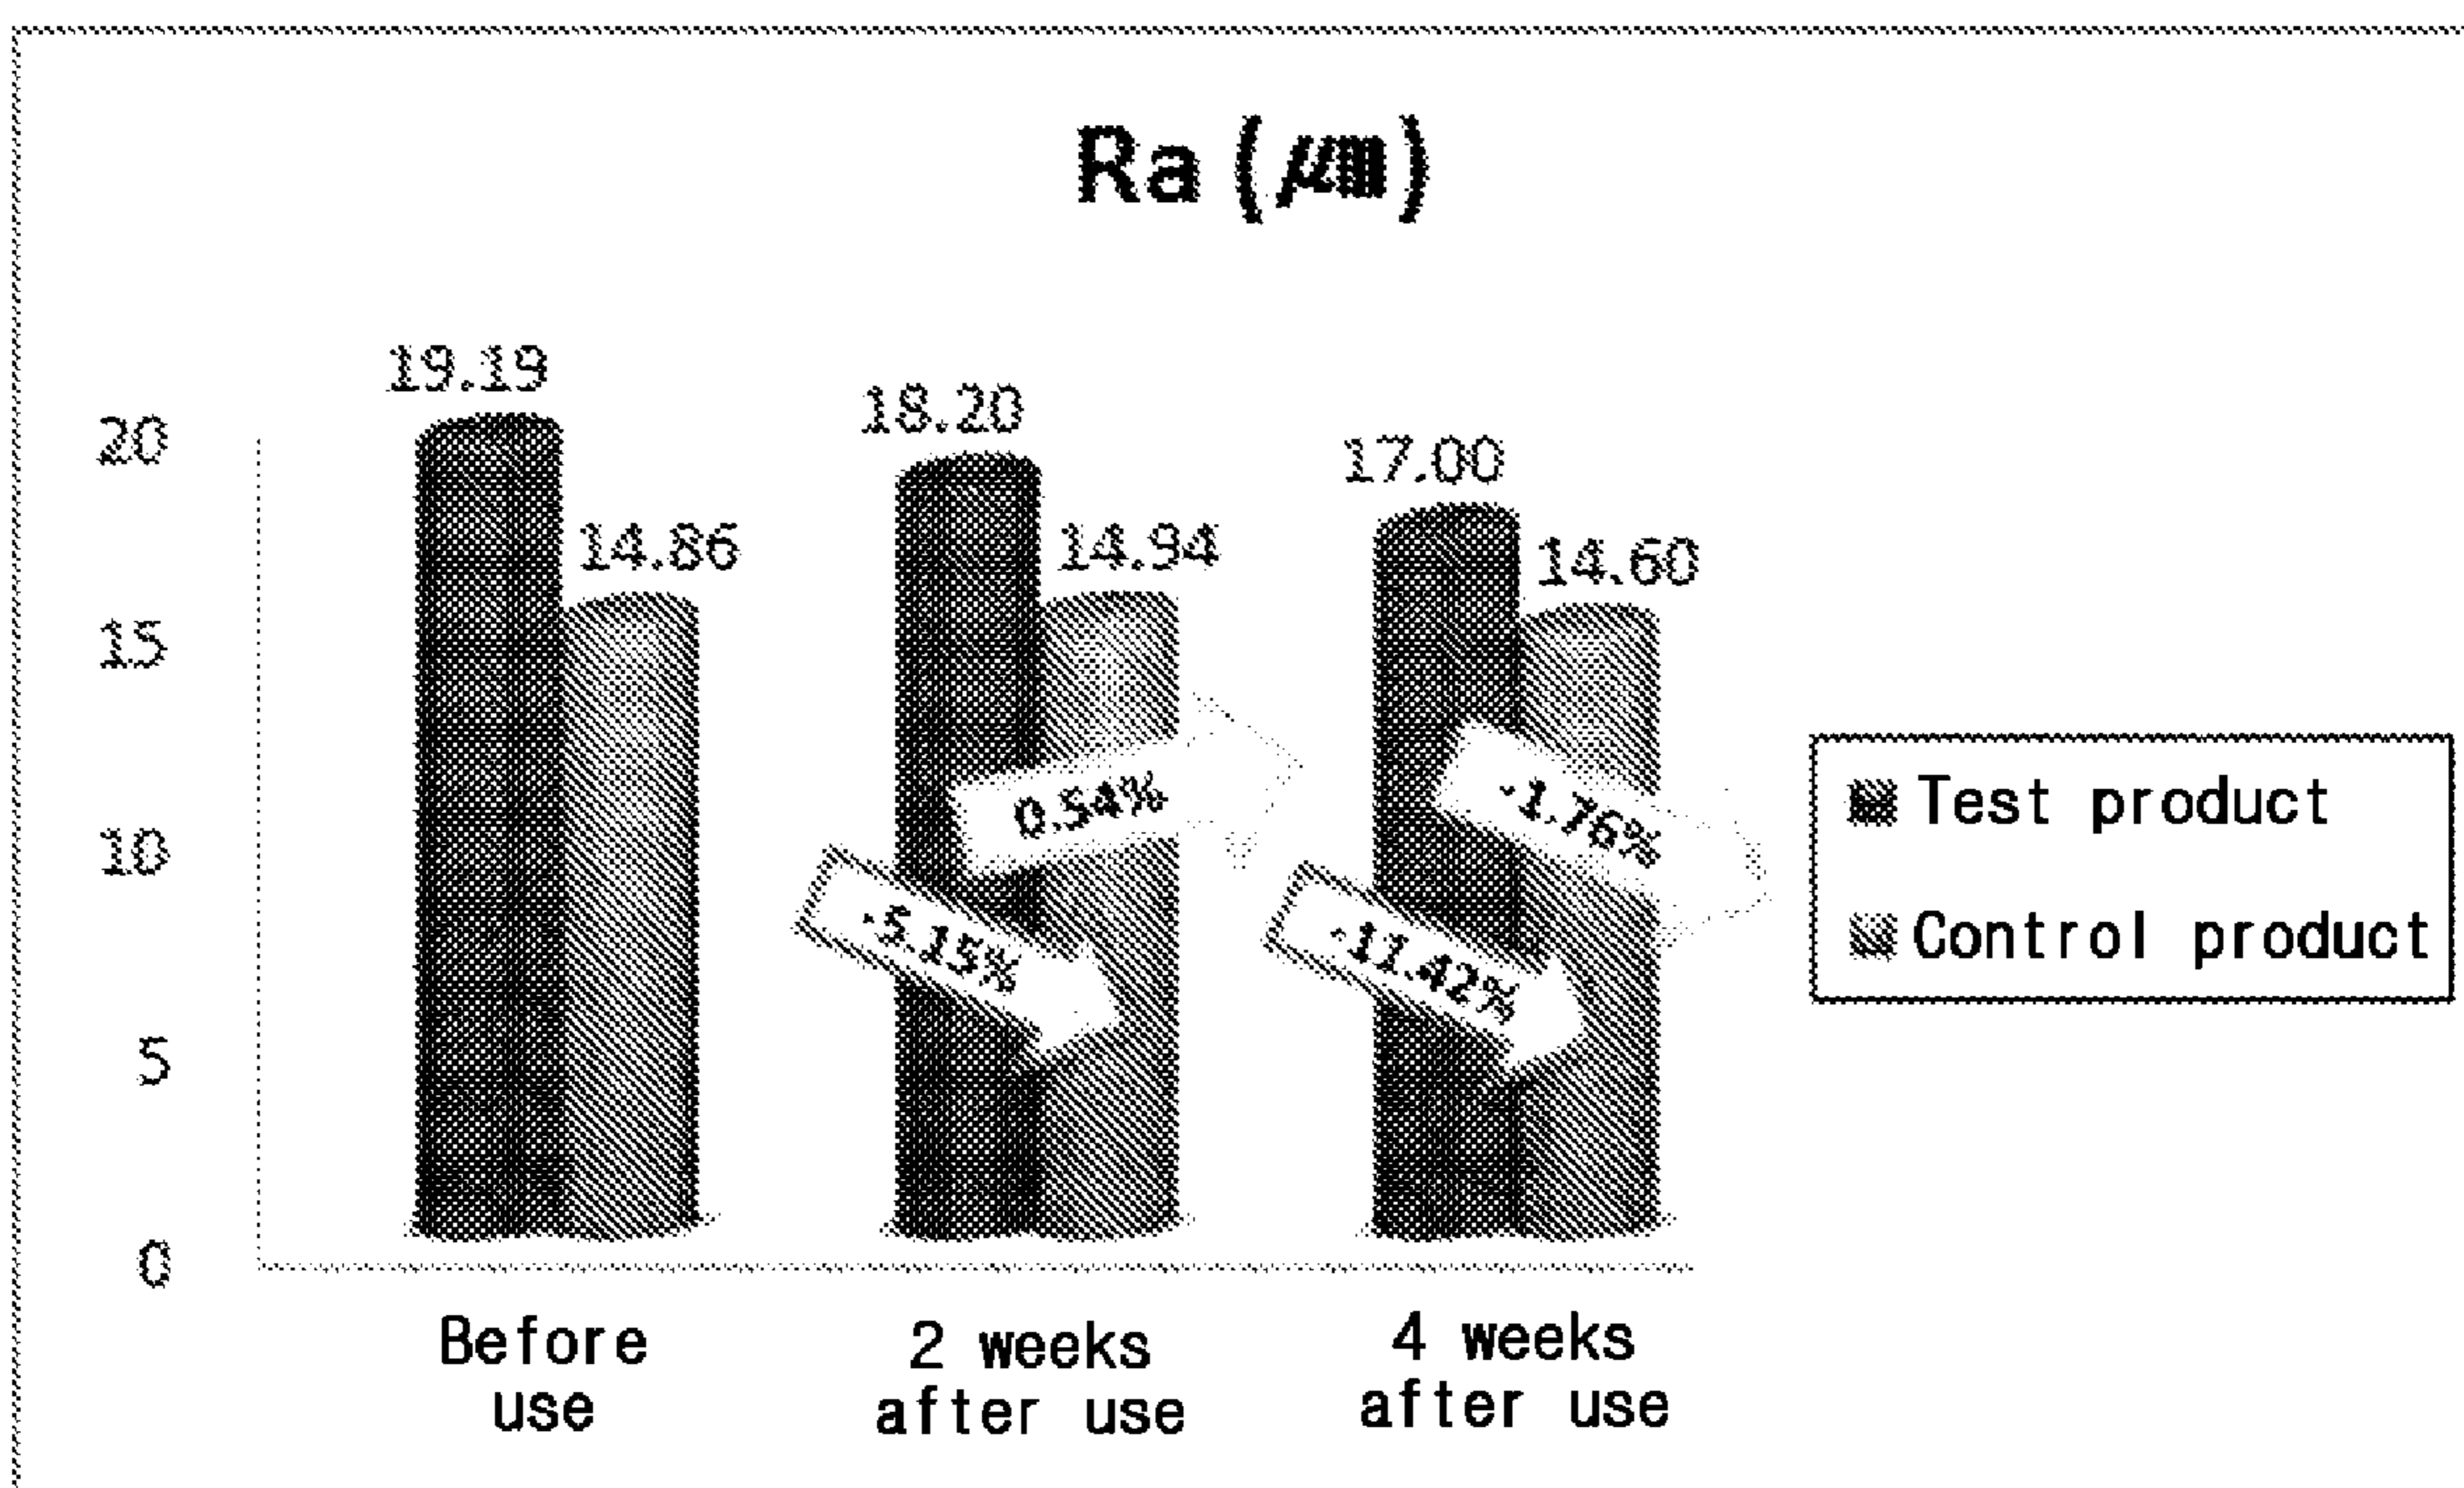 Ra(㎛)
19.19
18.20
17.00
20
14.86
14.94
14.60
15
0.54%
-1.76%
Test product
10
-5.15%
-11.42%
Control product
5
0
Before
use
2 weeks
after use
4 weeks
after use